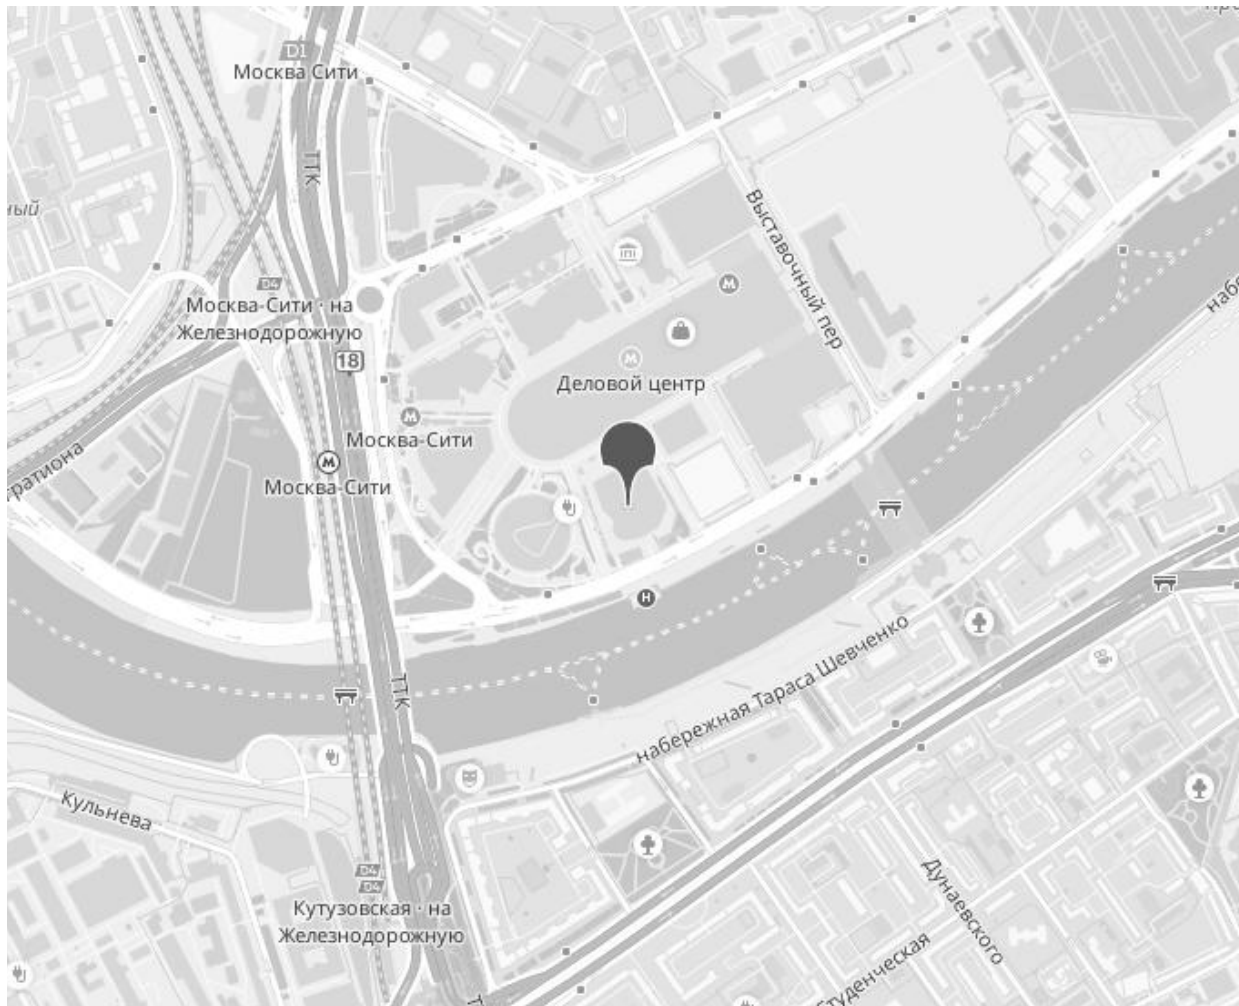 D1
Москва Сити
ТТК
Выставочный пер
D4
Москва-Сити · на
Железнодорожную
18
М
М
Деловой центр
М
Москва-Сити
М
Москва-Сити
Н
ТТК
набережная Тараса Шевченко
Кульнева
D4
D4
Кутузовская · на
Железнодорожную
Дунаевского
Студенческая